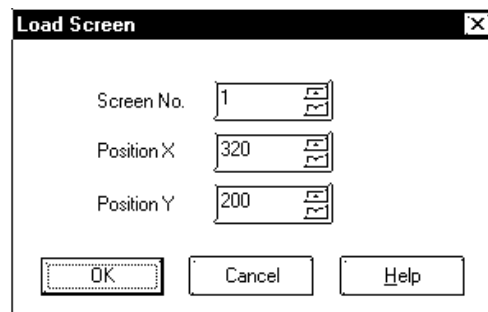 Load Screen
Screen No. 1
Position X 320
Position Y 200
OK Cancel Help